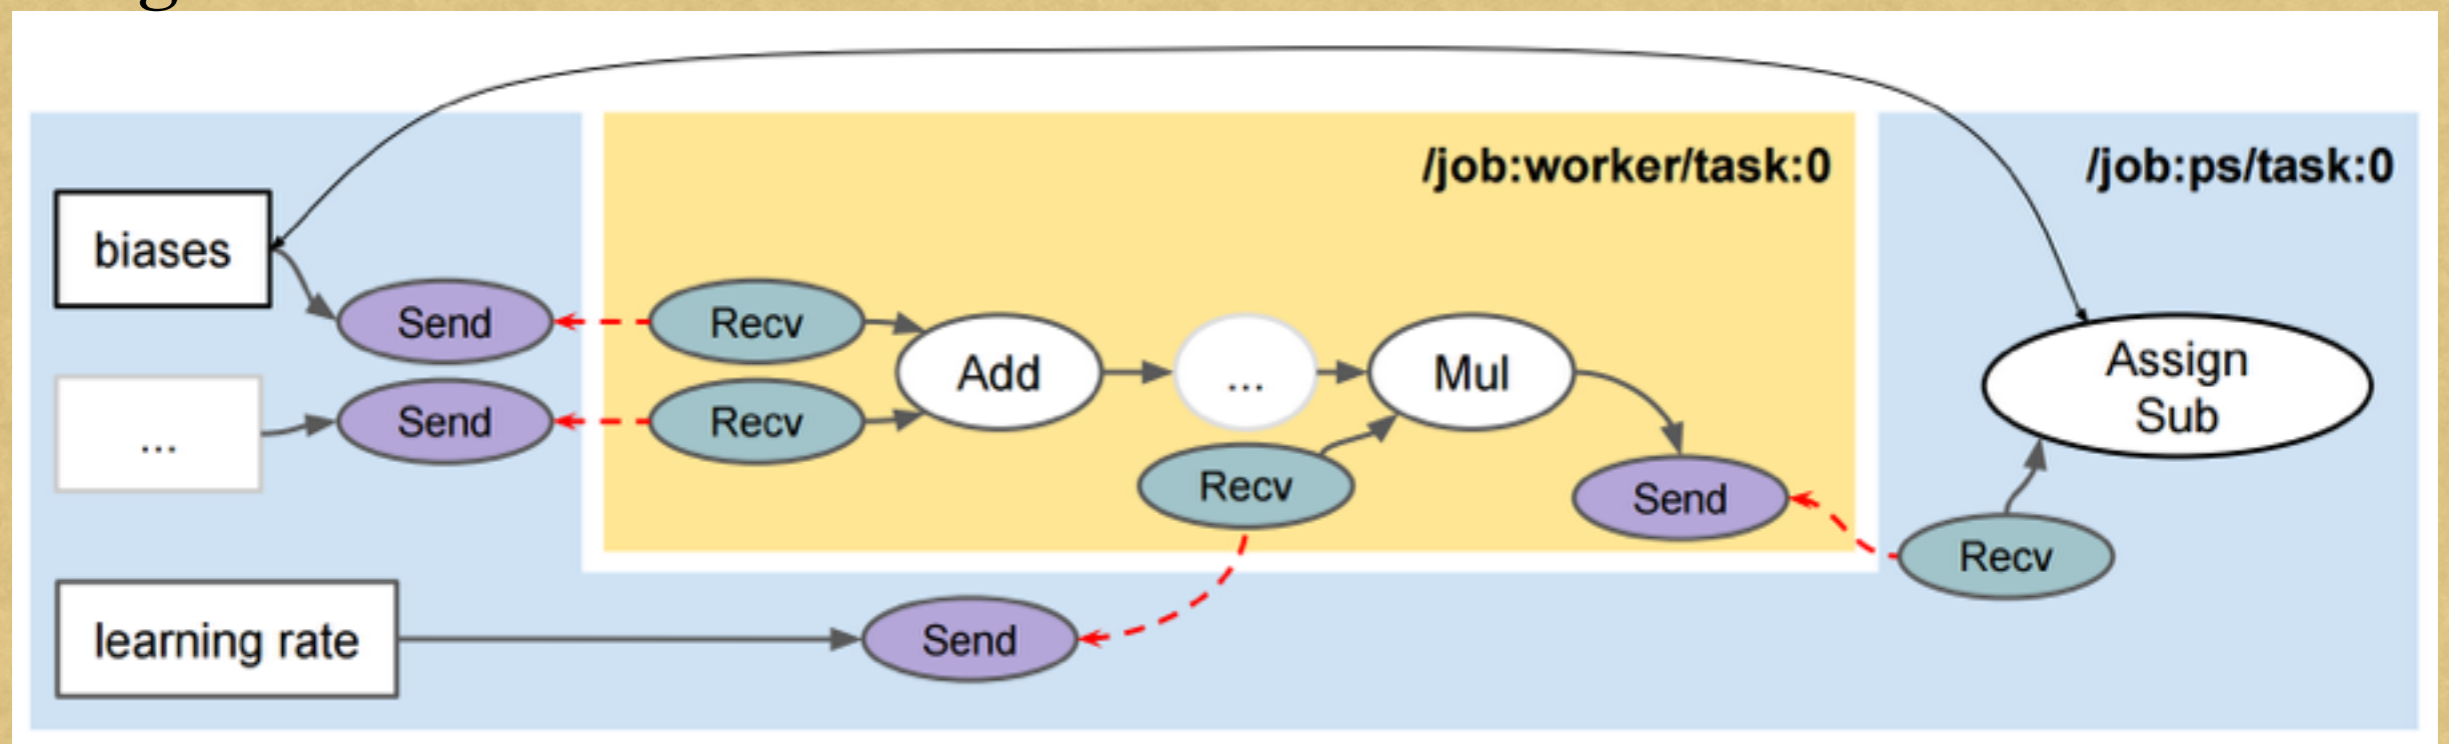 /job:worker/task:0
/job:ps/task:0
biases
Send
Recv
Add
...
Mul
Assign
Sub
...
Send
Recv
Recv
Send
Recv
learning rate
Send